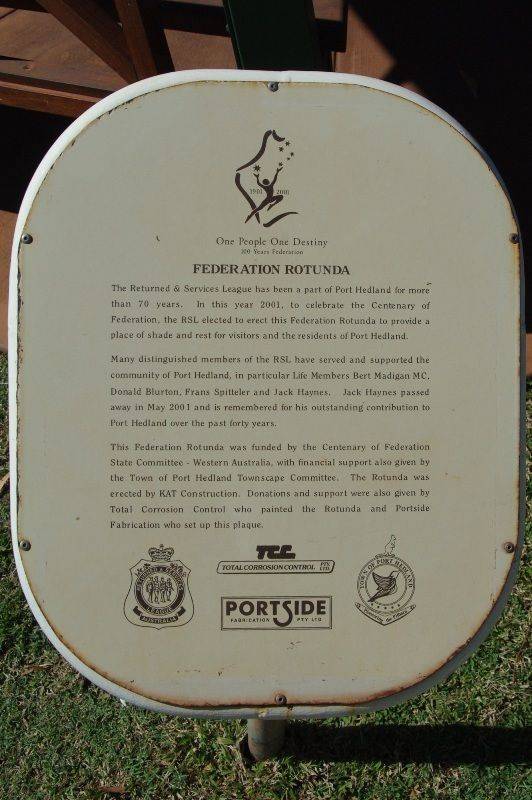 1901 2001
One People One Destiny
100 Years Federation
FEDERATION ROTUNDA
The Returned & Services League has been a part of Port Hedland for more
than 70 years. In this year 2001, to celebrate the Centenary of
Federation, the RSL elected to erect this Federation Rotunda to provide a
place of shade and rest for visitors and the residents of Port Hedland.
Many distinguished members of the RSL have served and supported the
community of Port Hedland, in particular Life Members Bert Madigan MC,
Donald Blurton, Frans Spitteler and Jack Haynes. Jack Haynes passed
away in May 2001 and is remembered for his outstanding contribution to
Port Hedland over the past forty years.
This Federation Rotunda was funded by the Centenary of Federation
State Committee - Western Australia, with financial support also given by
the Town of Port Hedland Townscape Committee. The Rotunda was
erected by KAT Construction. Donations and support were also given by
Total Corrosion Control who painted the Rotunda and Portside
Fabrication who set up this plaque.
RETURNED & SERVICES
LEAGUE
AUSTRALIA
TCC
TOTAL CORROSION CONTROL PTY LTD
PORTSIDE
FABRICATION PTY LTD
TOWN OF PORT HEDLAND